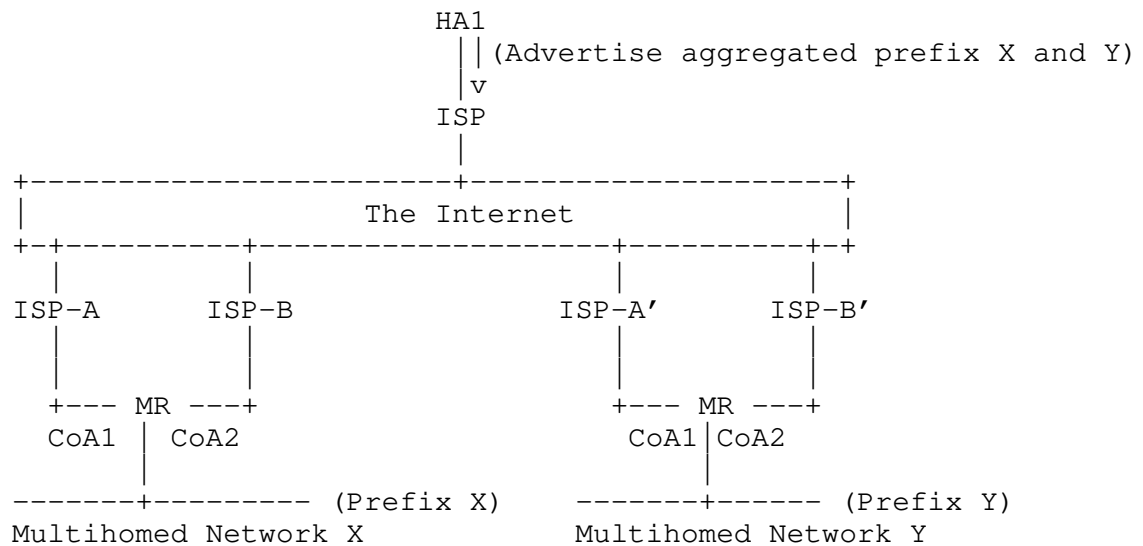 HA1
||(Advertise aggregated prefix X and Y)
|v
ISP
|
+------------------------+---------------------+
|                   The Internet               |
+-+----------+--------------------+----------+-+
|          |                    |          |
ISP-A      ISP-B                ISP-A'     ISP-B'
|          |                    |          |
|          |                    |          |
+--- MR ---+                    +--- MR ---+
CoA1 | CoA2                     CoA1|CoA2
|                               |
-------+--------- (Prefix X)    -------+------ (Prefix Y)
Multihomed Network X            Multihomed Network Y